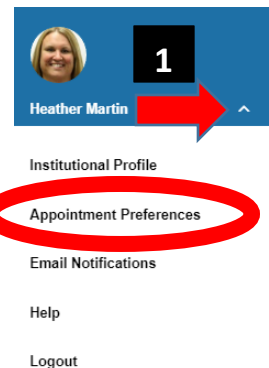 1
Heather Martin
Institutional Profile
Appointment Preferences
Email Notifications
Help
Logout